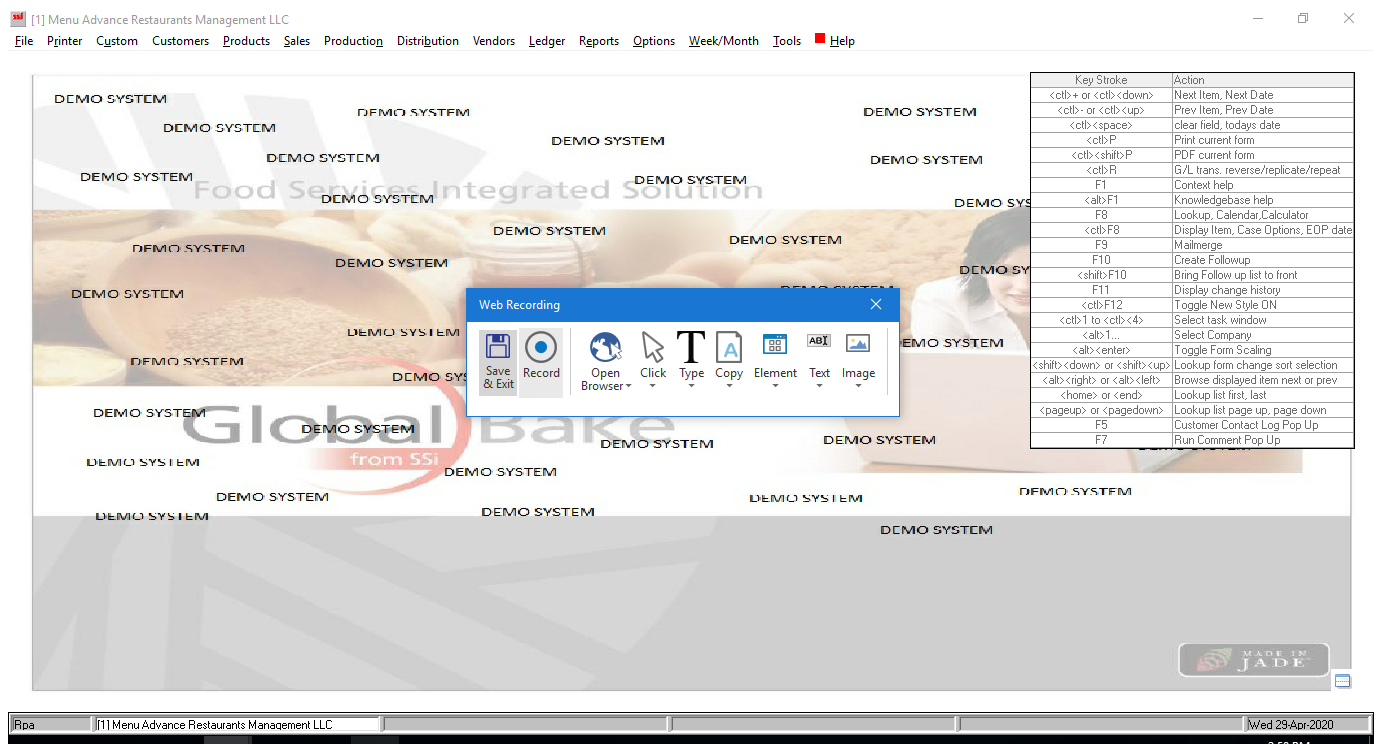 ssi [1] Menu Advance Restaurants Management LLC
File Printer Custom Customers Products Sales Production Distribution Vendors Ledger Reports Options Week/Month Tools Help
Key Stroke Action
<ctl>+ or <ctl><down> Next Item, Next Date
<ctl>- or <ctl><up> Prev Item, Prev Date
<ctl><space> clear field, todays date
<ctl>P Print current form
<ctl><shift>P PDF current form
<ctl>R G/L trans. reverse/replicate/repeat
F1 Context help
<alt>F1 Knowledgebase help
F8 Lookup, Calendar,Calculator
<ctl>F8 Display Item, Case Options, EOP date
F9 Mailmerge
F10 Create Followup
<shift>F10 Bring Follow up list to front
F11 Display change history
<ctl>F12 Toggle New Style ON
<ctl>1 to <ctl><4> Select task window
<alt>1... Select Company
<alt><enter> Toggle Form Scaling
<shift><down> or <shift><up> Lookup form change sort selection
<alt><right> or <alt><left> Browse displayed item next or prev
<home> or <end> Lookup list first, last
<pageup> or <pagedown> Lookup list page up, page down
F5 Customer Contact Log Pop Up
F7 Run Comment Pop Up
DEMO SYSTEM
DEMO SYSTEM
DEMO SYSTEM
DEMO SYSTEM
DEMO SYSTEM
DEMO SYSTEM
DEMO SYSTEM
DEMO SYSTEM
DEMO SYSTEM
Food Services Integrated Solution
DEMO SYSTEM
DEMO SYS
DEMO SYSTEM
DEMO SYSTEM
DEMO SYSTEM
DEMO SYSTEM
DEMO SY
DEMO SYSTEM
Web Recording
Save & Exit
Record
Open Browser
Click
Type
Copy
Element
ABI
Text
Image
DEMO SYSTEM
EMO SYSTEM
DEMO SYSTEM
DEMO SYS
DEMO SYSTEM
Global Bake
from SSi
DEMO SYSTEM
DEMO SYSTEM
DEMO SYSTEM
DEMO SYSTEM
DEMO SYSTEM
DEMO SYSTEM
DEMO SYSTEM
DEMO SYSTEM
DEMO SYSTEM
DEMO SYSTEM
DEMO SYSTEM
DEMO SYSTEM
MADE IN
JADE
Rpa [1] Menu Advance Restaurants Management LLC Wed 29-Apr-2020